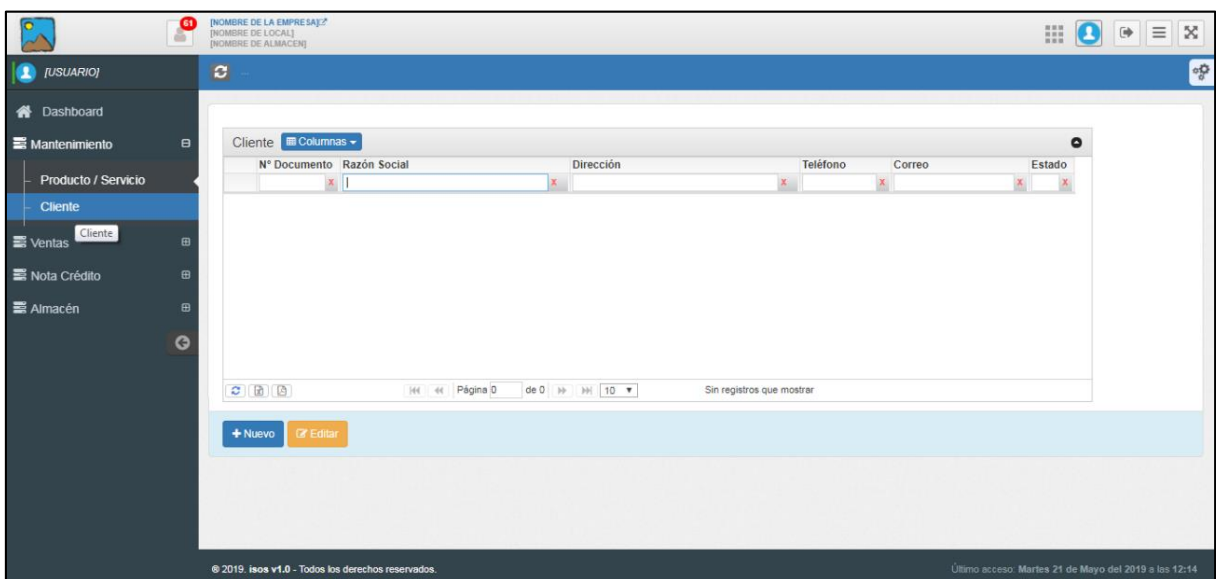 61
[NOMBRE DE LA EMPRESA]
[NOMBRE DE LOCAL]
[NOMBRE DE ALMACEN]
[USUARIO]
Dashboard
Mantenimiento
Producto / Servicio
Cliente
Cliente
Ventas
Nota Crédito
Almacén
Cliente Columnas
N° Documento Razón Social Dirección Teléfono Correo Estado
x x x x x x
Página 0 de 0 10 Sin registros que mostrar
Nuevo Editar
© 2019. isos v1.0 - Todos los derechos reservados.
Último acceso: Martes 21 de Mayo del 2019 a las 12:14